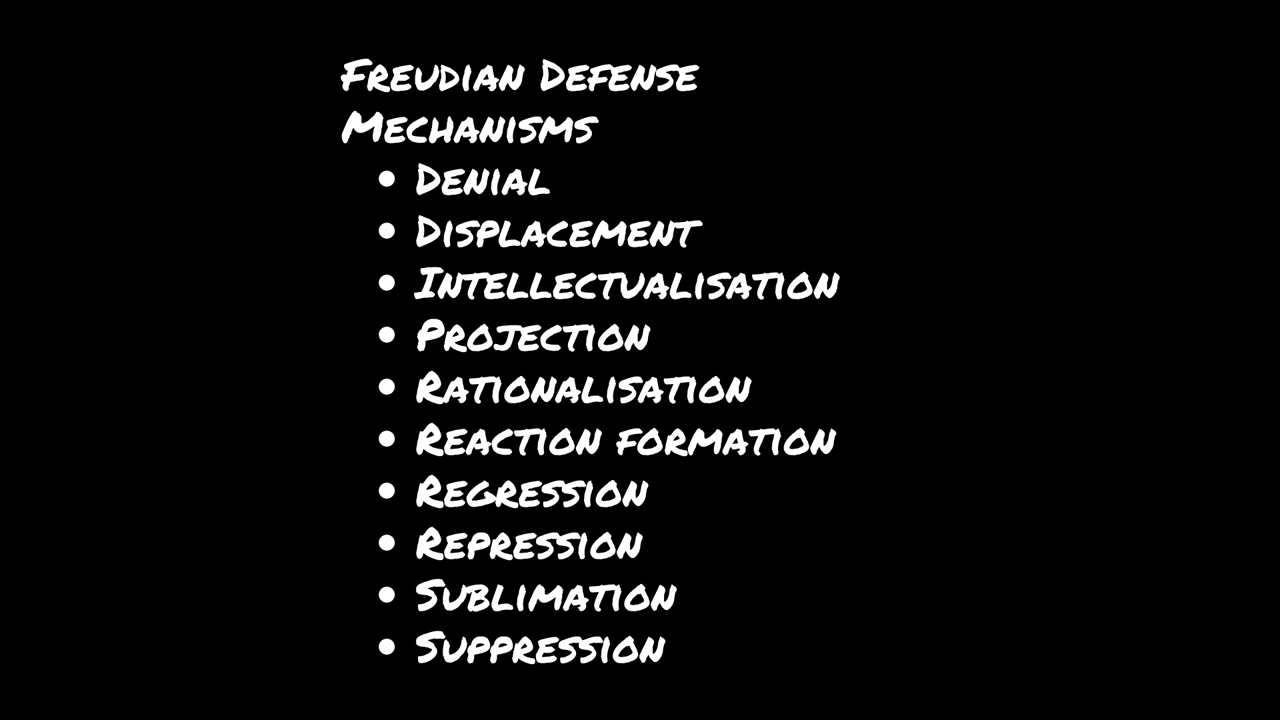 Freudian Defense
Mechanisms
• Denial
• Displacement
• Intellectualisation
• Projection
• Rationalisation
• Reaction formation
• Regression
• Repression
• Sublimation
• Suppression